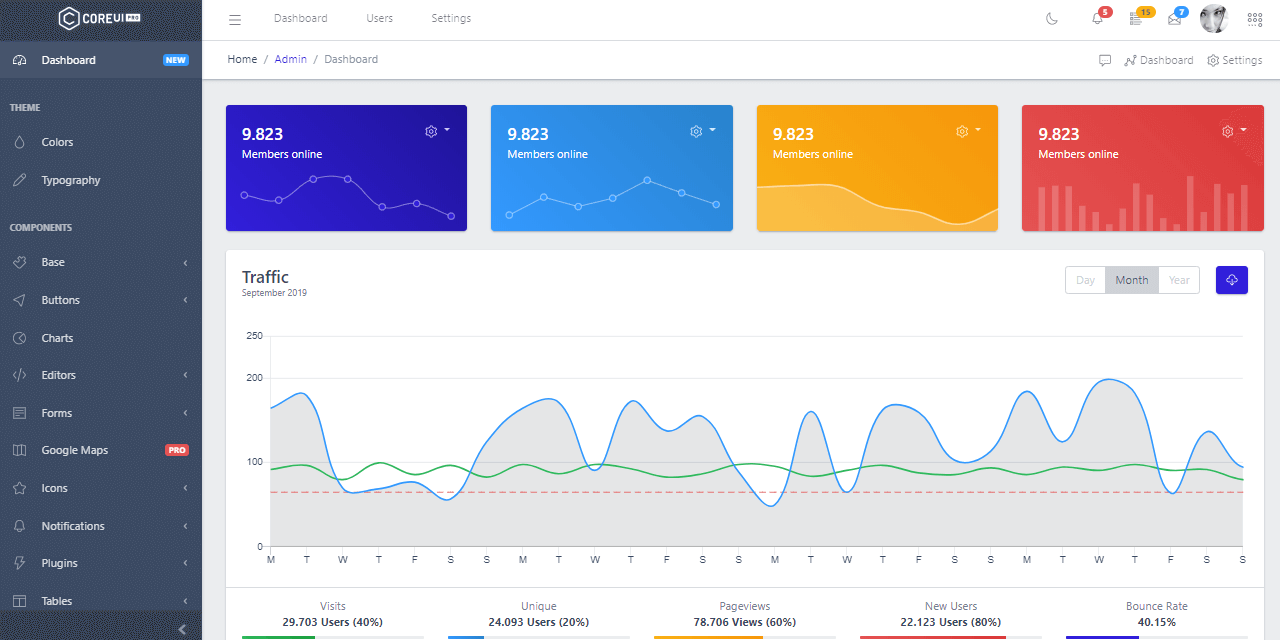 COREUI PRO
Dashboard Users Settings
5 15 7
Dashboard NEW
Home / Admin / Dashboard
Dashboard Settings
THEME
Colors
Typography
COMPONENTS
Base
Buttons
Charts
Editors
Forms
Google Maps PRO
Icons
Notifications
Plugins
Tables
9.823
Members online
9.823
Members online
9.823
Members online
9.823
Members online
Traffic
September 2019
Day Month Year
250
200
100
0
M T W T F S S M T W T F S S M T W T F S S M T W T F S S
Visits
29.703 Users (40%)
Unique
24.093 Users (20%)
Pageviews
78.706 Views (60%)
New Users
22.123 Users (80%)
Bounce Rate
40.15%